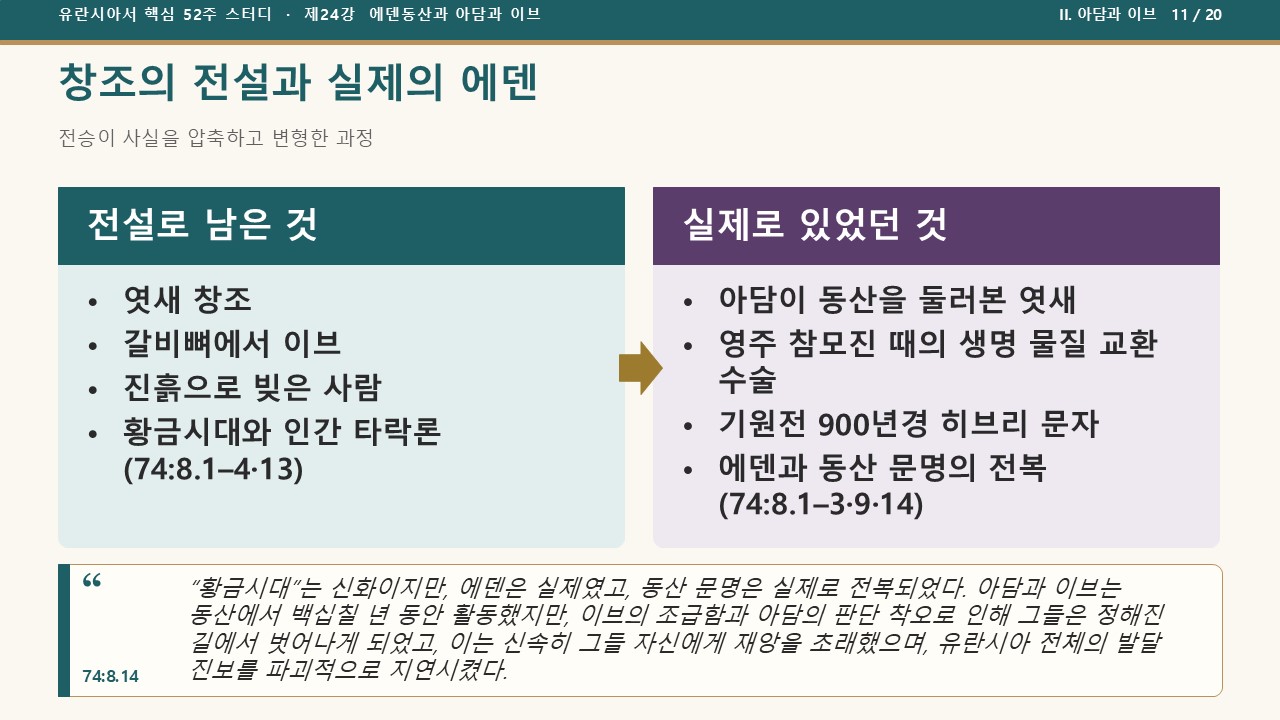 유란시아서 핵심 52주 스터디 · 제24강 에덴동산과 아담과 이브
II. 아담과 이브 11 / 20
창조의 전설과 실제의 에덴
전승이 사실을 압축하고 변형한 과정
전설로 남은 것
• 엿새 창조
• 갈비뼈에서 이브
• 진흙으로 빚은 사람
• 황금시대와 인간 타락론
(74:8.1–4·13)
실제로 있었던 것
• 아담이 동산을 둘러본 엿새
• 영주 참모진 때의 생명 물질 교환
수술
• 기원전 900년경 히브리 문자
• 에덴과 동산 문명의 전복
(74:8.1–3·9·14)
“
“황금시대”는 신화이지만, 에덴은 실제였고, 동산 문명은 실제로 전복되었다. 아담과 이브는
동산에서 백십칠 년 동안 활동했지만, 이브의 조급함과 아담의 판단 착오로 인해 그들은 정해진
길에서 벗어나게 되었고, 이는 신속히 그들 자신에게 재앙을 초래했으며, 유란시아 전체의 발달
진보를 파괴적으로 지연시켰다.
74:8.14